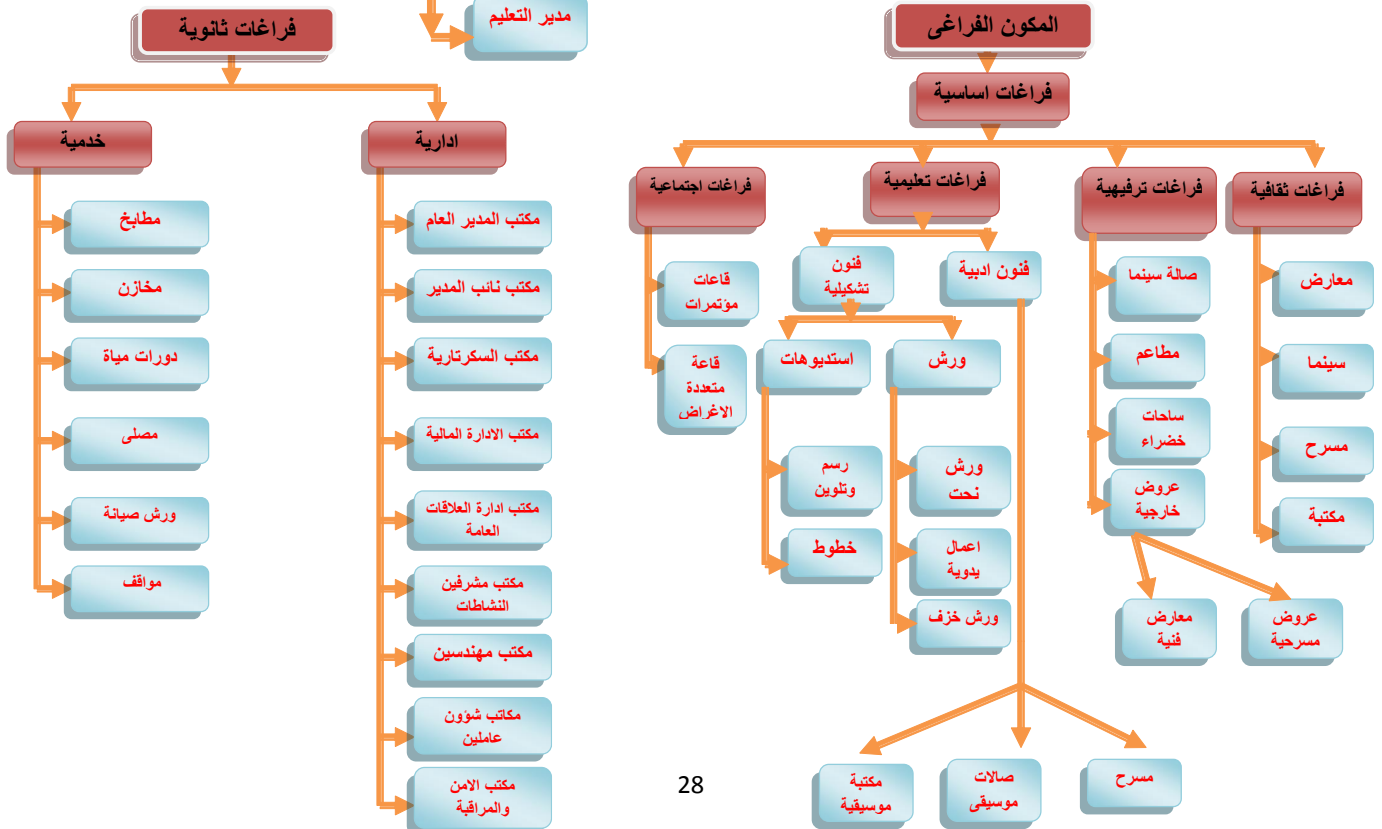 المكون الفراغى
فراغات اساسية
فراغات ثقافية
معارض
سينما
مسرح
مكتبة
فراغات ترفيهية
صالة سينما
مطاعم
ساحات
خضراء
عروض
خارجية
عروض
مسرحية
معارض
فنية
فراغات تعليمية
فنون ادبية
مسرح
صالات
موسيقى
مكتبة
موسيقية
فنون
تشكيلية
ورش
ورش
نحت
اعمال
يدوية
ورش خزف
استديوهات
رسم
وتلوين
خطوط
فراغات اجتماعية
قاعات
مؤتمرات
قاعة
متعددة
الاغراض
مدير التعليم
فراغات ثانوية
ادارية
مكتب المدير العام
مكتب نائب المدير
مكتب السكرتارية
مكتب الادارة المالية
مكتب ادارة العلاقات
العامة
مكتب مشرفين
النشاطات
مكتب مهندسين
مكاتب شؤون
عاملين
مكتب الامن
والمراقبة
خدمية
مطابخ
مخازن
دورات مياة
مصلى
ورش صيانة
مواقف
28